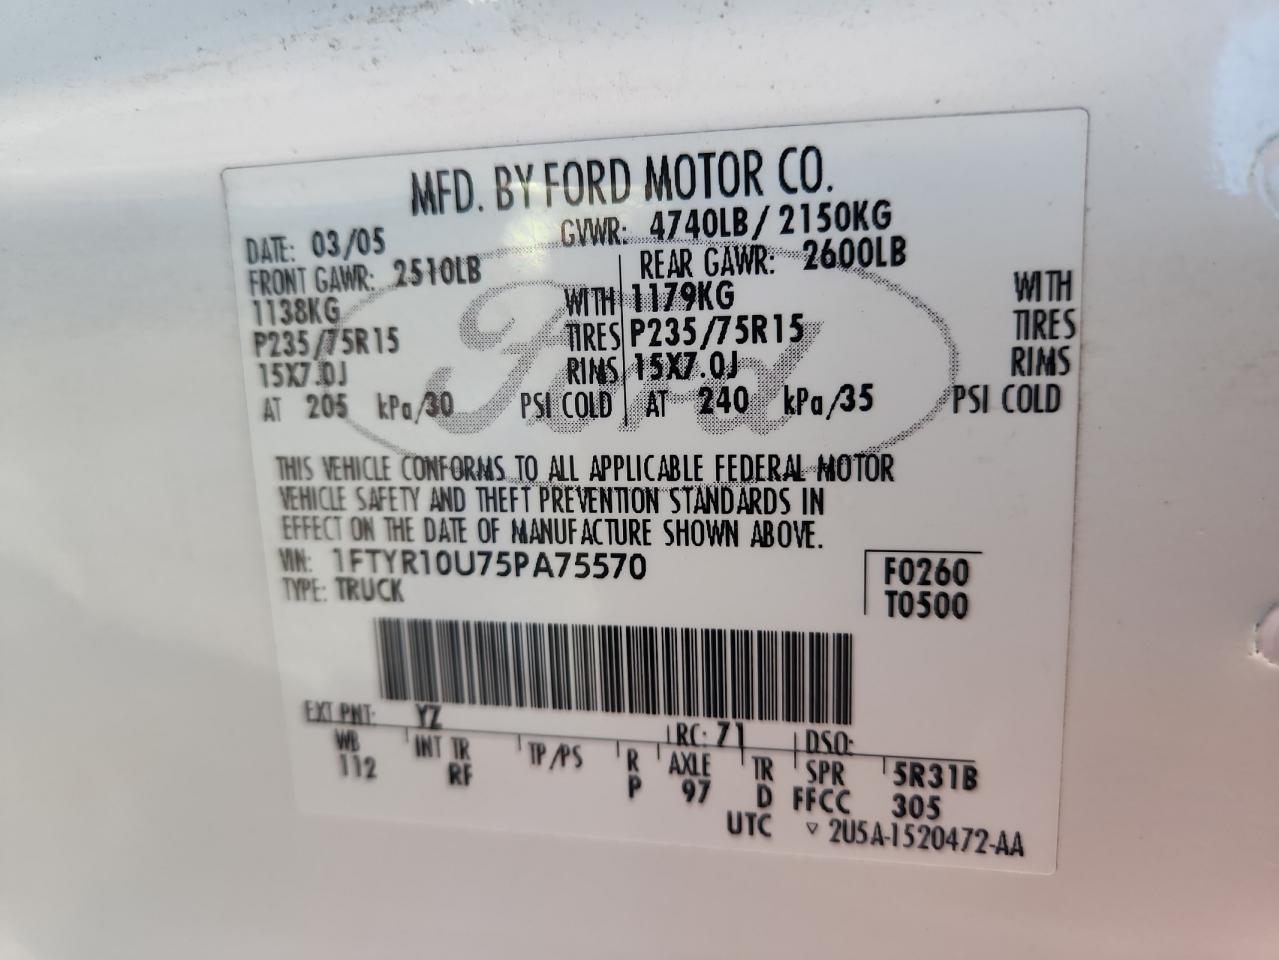 MFD. BY FORD MOTOR CO.
DATE: 03/05 GVWR: 4740LB / 2150KG
FRONT GAWR: 2510LB REAR GAWR: 2600LB
1138KG WITH 1179KG WITH
P235/75R15 TIRES P235/75R15 TIRES
15X7.0J RIMS 15X7.0J RIMS
AT 205 kPa/30 PSI COLD AT 240 kPa/35 PSI COLD
Ford
THIS VEHICLE CONFORMS TO ALL APPLICABLE FEDERAL MOTOR
VEHICLE SAFETY AND THEFT PREVENTION STANDARDS IN
EFFECT ON THE DATE OF MANUFACTURE SHOWN ABOVE.
VIN: 1FTYR10U75PA75570 F0260
TYPE: TRUCK T0500
EXT PNT: YZ RC: 71 DSO:
WB INT TR TP/PS R AXLE TR SPR 5R31B
112 RF P 97 D FFCC 305
UTC ▽ 2U5A-1520472-AA